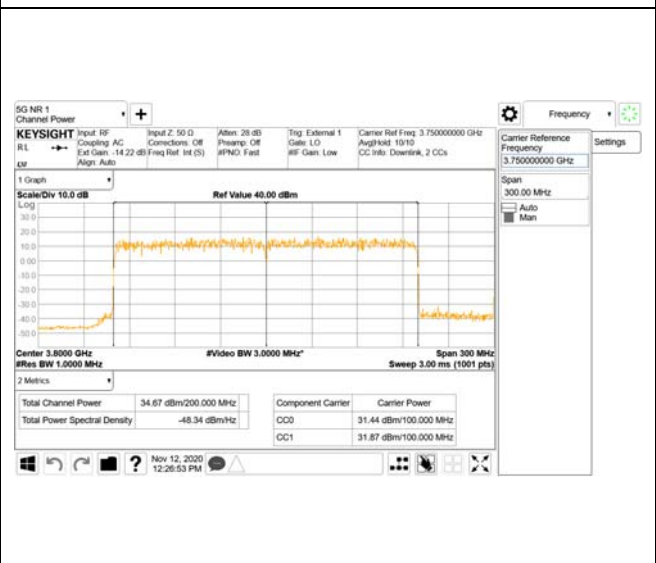 5G NR 1
Channel Power
Frequency
KEYSIGHT Input: RF Input Z: 50 Ω Atten: 28 dB Trig: External 1 Carrier Ref Freq: 3.750000000 GHz
RL Coupling: AC Corrections: Off Preamp: Off Gate: LO Avg|Hold: 10/10
Ext Gain: -14.22 dB Freq Ref: Int (S) #PNO: Fast #IF Gain: Low CC Info: Downlink, 2 CCs
Align: Auto
Carrier Reference
Frequency
3.750000000 GHz
Settings
Span
300.00 MHz
Auto
Man
1 Graph
Scale/Div 10.0 dB Ref Value 40.00 dBm
Log
30.0
20.0
10.0
0.00
-10.0
-20.0
-30.0
-40.0
-50.0
Center 3.8000 GHz #Video BW 3.0000 MHz* Span 300 MHz
#Res BW 1.0000 MHz Sweep 3.00 ms (1001 pts)
2 Metrics
Total Channel Power 34.67 dBm/200.000 MHz
Total Power Spectral Density -48.34 dBm/Hz
Component Carrier Carrier Power
CC0 31.44 dBm/100.000 MHz
CC1 31.87 dBm/100.000 MHz
?
Nov 12, 2020
12:26:53 PM